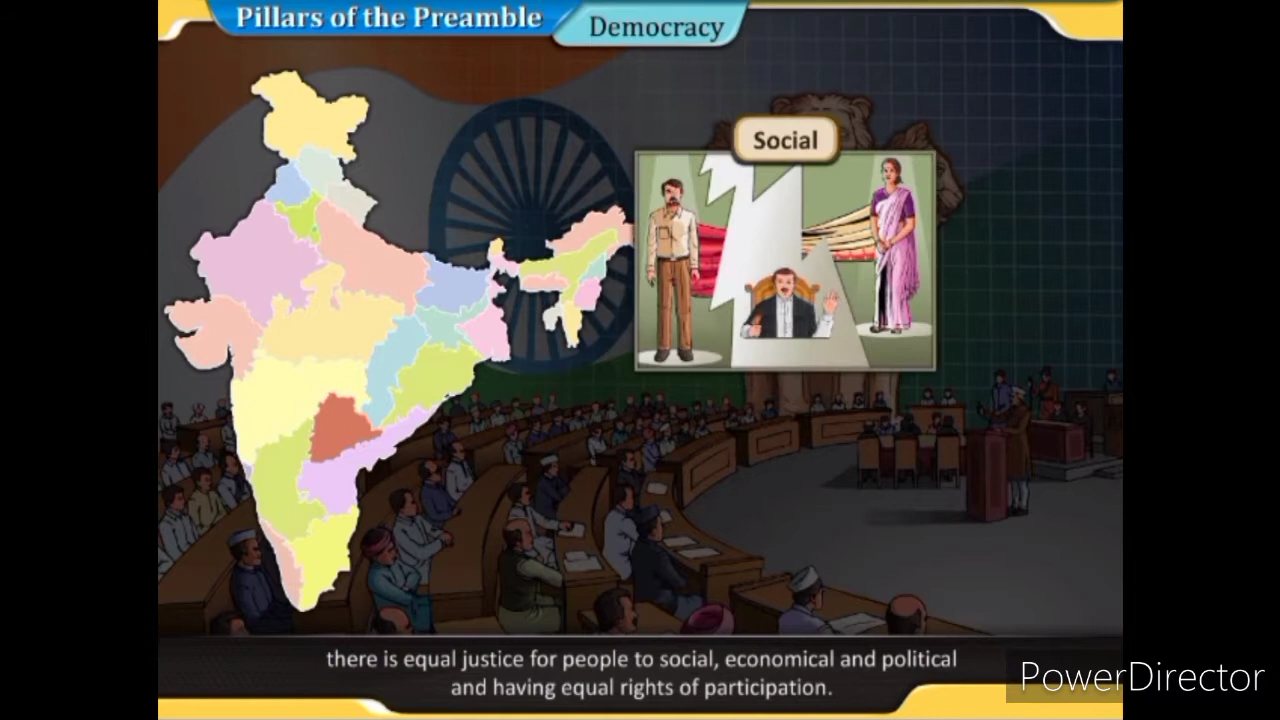 Pillars of the Preamble
Democracy
Social
there is equal justice for people to social, economical and political
and having equal rights of participation.
PowerDirector